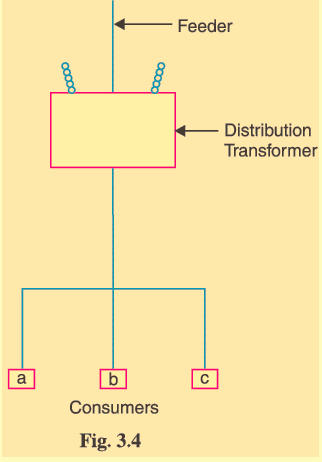 Feeder
Distribution
Transformer
a b c
Consumers
Fig. 3.4